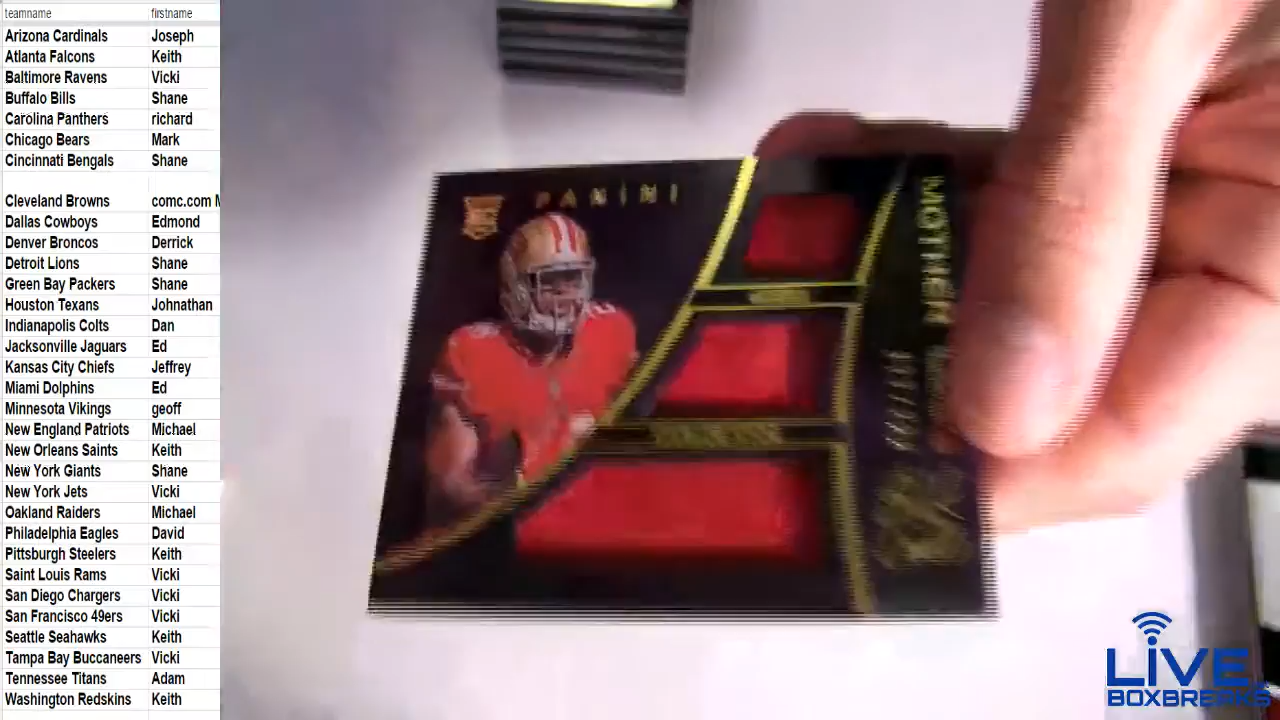 teamname firstname
Arizona Cardinals Joseph
Atlanta Falcons Keith
Baltimore Ravens Vicki
Buffalo Bills Shane
Carolina Panthers richard
Chicago Bears Mark
Cincinnati Bengals Shane
Cleveland Browns comc.com M
Dallas Cowboys Edmond
Denver Broncos Derrick
Detroit Lions Shane
Green Bay Packers Shane
Houston Texans Johnathan
Indianapolis Colts Dan
Jacksonville Jaguars Ed
Kansas City Chiefs Jeffrey
Miami Dolphins Ed
Minnesota Vikings geoff
New England Patriots Michael
New Orleans Saints Keith
New York Giants Shane
New York Jets Vicki
Oakland Raiders Michael
Philadelphia Eagles David
Pittsburgh Steelers Keith
Saint Louis Rams Vicki
San Diego Chargers Vicki
San Francisco 49ers Vicki
Seattle Seahawks Keith
Tampa Bay Buccaneers Vicki
Tennessee Titans Adam
Washington Redskins Keith
PANINI
MOTHER
LIVE
BOXBREAKS